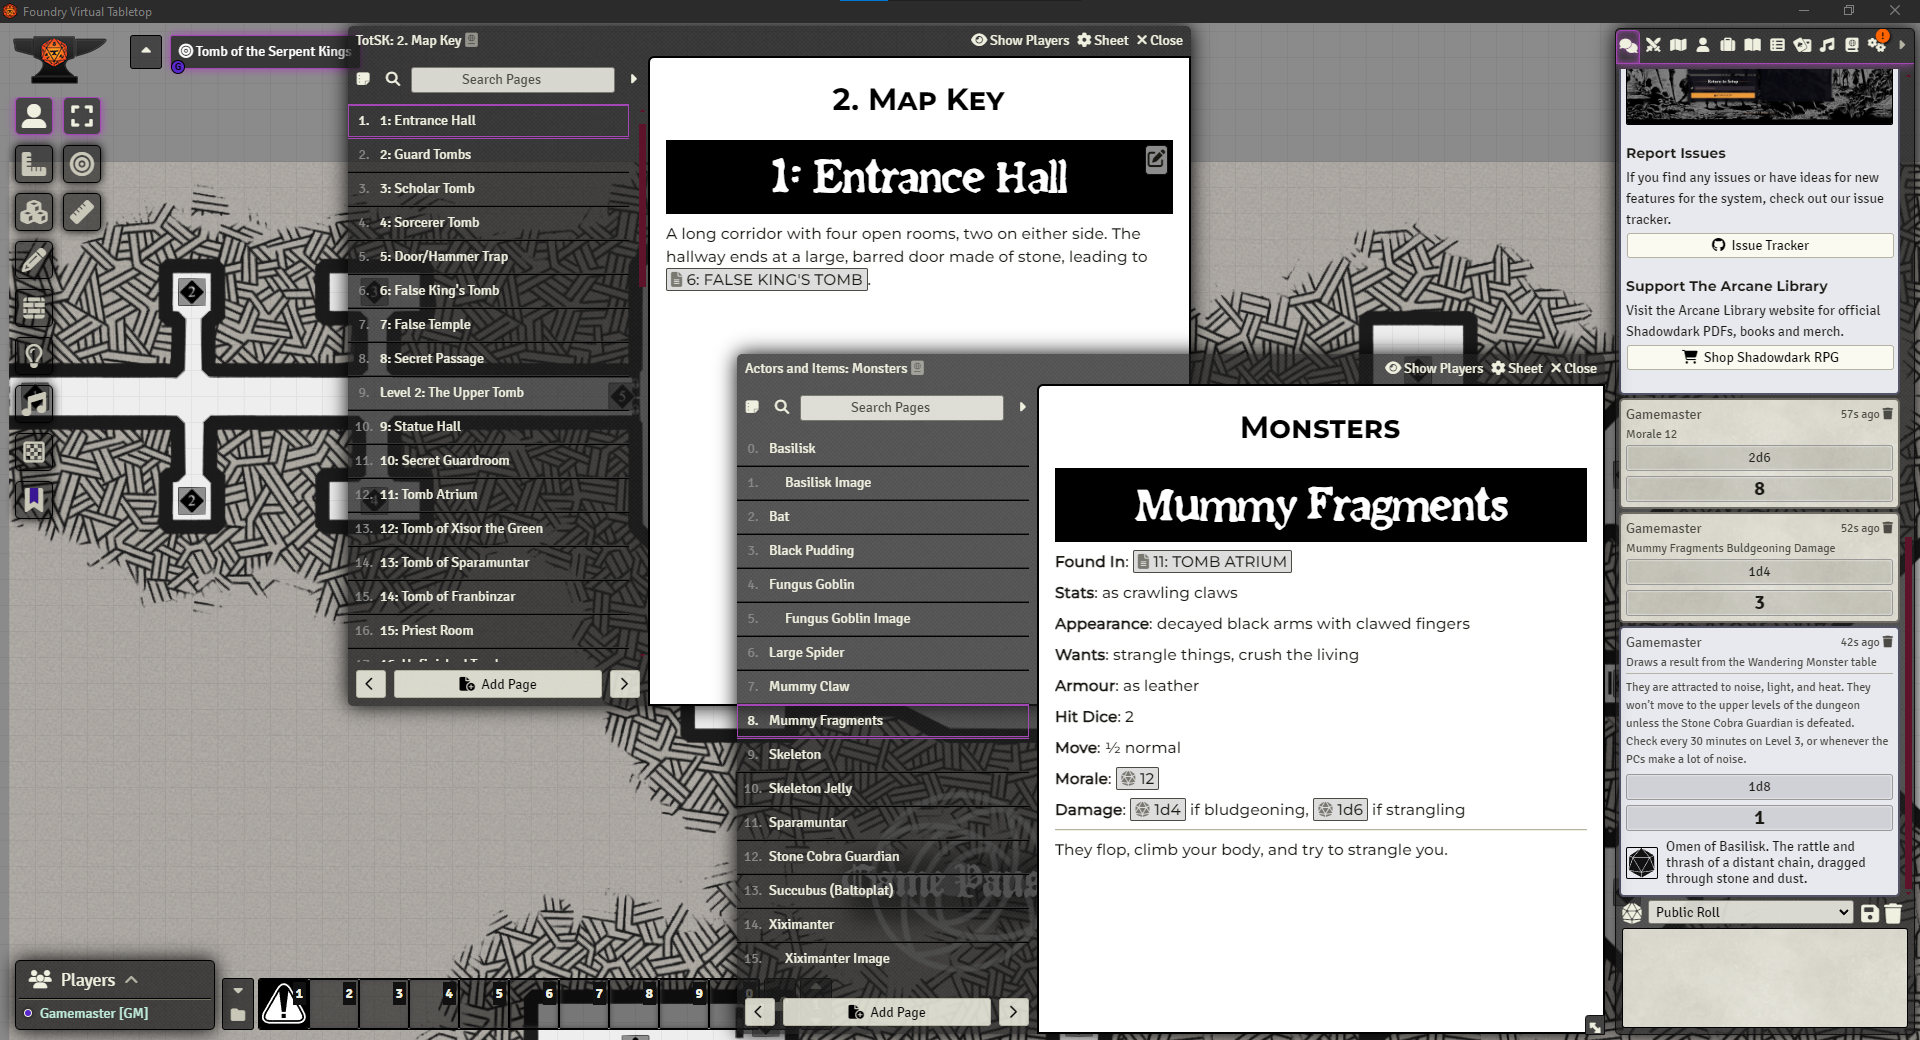 Foundry Virtual Tabletop
Tomb of the Serpent Kings
G
TotSK: 2. Map Key
Show Players Sheet Close
Search Pages
1. 1: Entrance Hall
2. 2: Guard Tombs
3. 3: Scholar Tomb
4. 4: Sorcerer Tomb
5. 5: Door/Hammer Trap
6. 6: False King's Tomb
7. 7: False Temple
8. 8: Secret Passage
9. Level 2: The Upper Tomb
10. 9: Statue Hall
11. 10: Secret Guardroom
12. 11: Tomb Atrium
13. 12: Tomb of Xisor the Green
14. 13: Tomb of Sparamuntar
15. 14: Tomb of Franbinzar
16. 15: Priest Room
Add Page
2. Map Key
1: Entrance Hall
A long corridor with four open rooms, two on either side. The
hallway ends at a large, barred door made of stone, leading to
6: FALSE KING'S TOMB.
2
2
5
Actors and Items: Monsters
Show Players Sheet Close
Search Pages
0. Basilisk
1. Basilisk Image
2. Bat
3. Black Pudding
4. Fungus Goblin
5. Fungus Goblin Image
6. Large Spider
7. Mummy Claw
8. Mummy Fragments
9. Skeleton
10. Skeleton Jelly
11. Sparamuntar
12. Stone Cobra Guardian
13. Succubus (Baltoplat)
14. Xiximanter
15. Xiximanter Image
Add Page
Monsters
Mummy Fragments
Found In: 11: TOMB ATRIUM
Stats: as crawling claws
Appearance: decayed black arms with clawed fingers
Wants: strangle things, crush the living
Armour: as leather
Hit Dice: 2
Move: ½ normal
Morale: 12
Damage: 1d4 if bludgeoning, 1d6 if strangling
They flop, climb your body, and try to strangle you.
Report Issues
If you find any issues or have ideas for new
features for the system, check out our issue
tracker.
Issue Tracker
Support The Arcane Library
Visit the Arcane Library website for official
Shadowdark PDFs, books and merch.
Shop Shadowdark RPG
Gamemaster 57s ago
Morale 12
2d6
8
Gamemaster 52s ago
Mummy Fragments Buldgeoning Damage
1d4
3
Gamemaster 42s ago
Draws a result from the Wandering Monster table
They are attracted to noise, light, and heat. They
won't move to the upper levels of the dungeon
unless the Stone Cobra Guardian is defeated.
Check every 30 minutes on Level 3, or whenever the
PCs make a lot of noise.
1d8
1
Omen of Basilisk. The rattle and
thrash of a distant chain, dragged
through stone and dust.
Public Roll
Players
Gamemaster [GM]
1 2 3 4 5 6 7 8 9 0